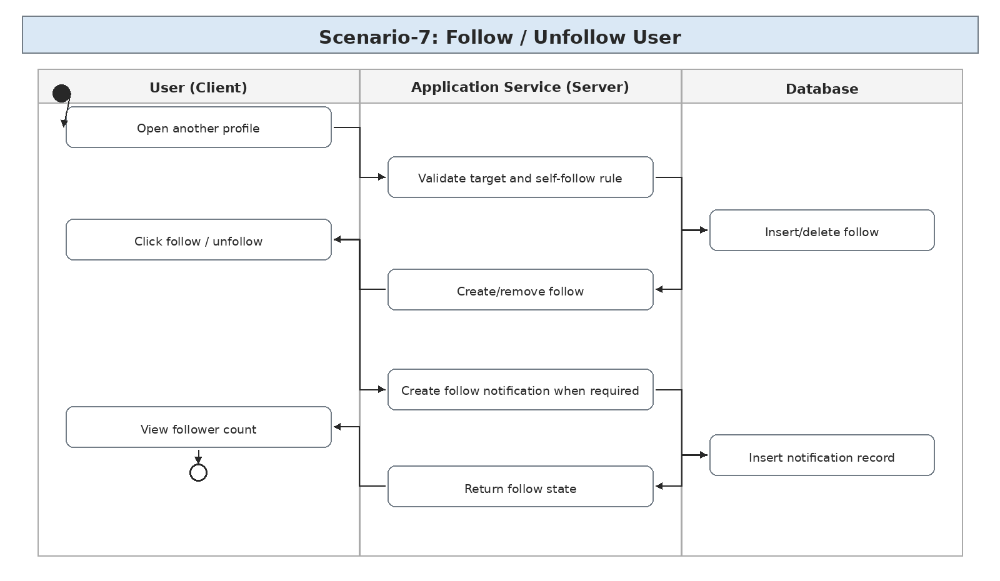 Scenario-7: Follow / Unfollow User
User (Client)
Application Service (Server)
Database
Open another profile
Validate target and self-follow rule
Insert/delete follow
Click follow / unfollow
Create/remove follow
Create follow notification when required
View follower count
Insert notification record
Return follow state